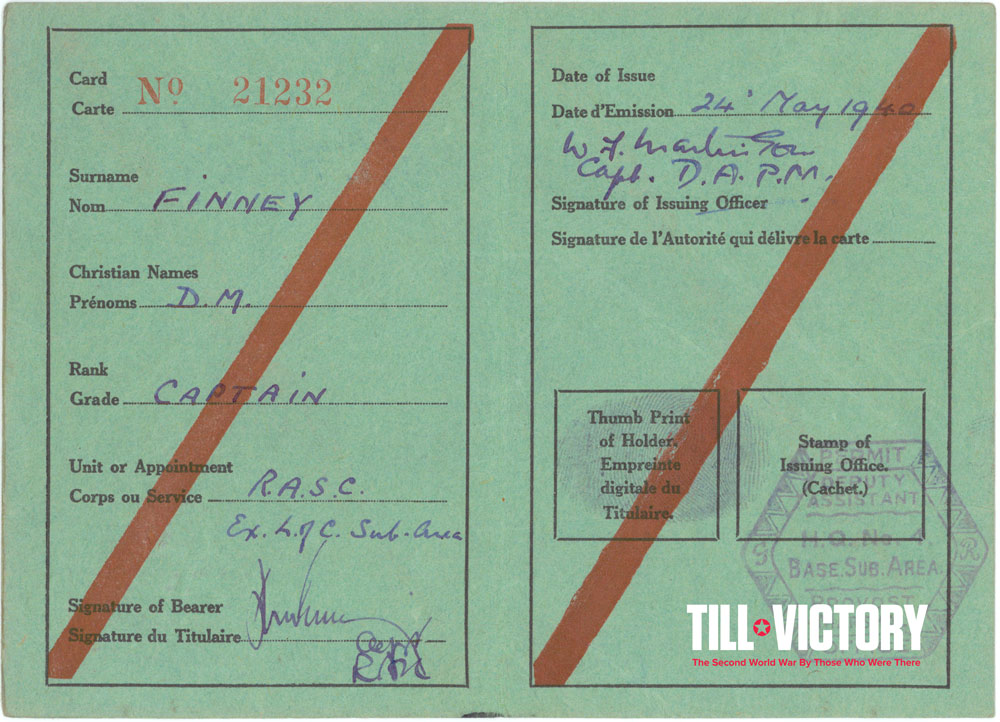 Card
Carte Nº 21232
Surname
Nom FINNEY
Christian Names
Prénoms D.M.
Rank
Grade CAPTAIN
Unit or Appointment
Corps ou Service R.A.S.C.
Ex. L of C. Sub-Area
Signature of Bearer
Signature du Titulaire
Capt
Date of Issue
Date d'Emission 24' May 1940
W
Capt. D.A.P.M.
Signature of Issuing Officer
Signature de l'Autorité qui délivre la carte
Thumb Print
of Holder.
Empreinte
digitale du
Titulaire.
Stamp of
Issuing Office.
(Cachet.)
PERMIT
DEPUTY
ASSISTANT
H.Q. No. 4.
BASE.SUB.AREA
PROVOST
G R
TILL VICTORY
The Second World War By Those Who Were There